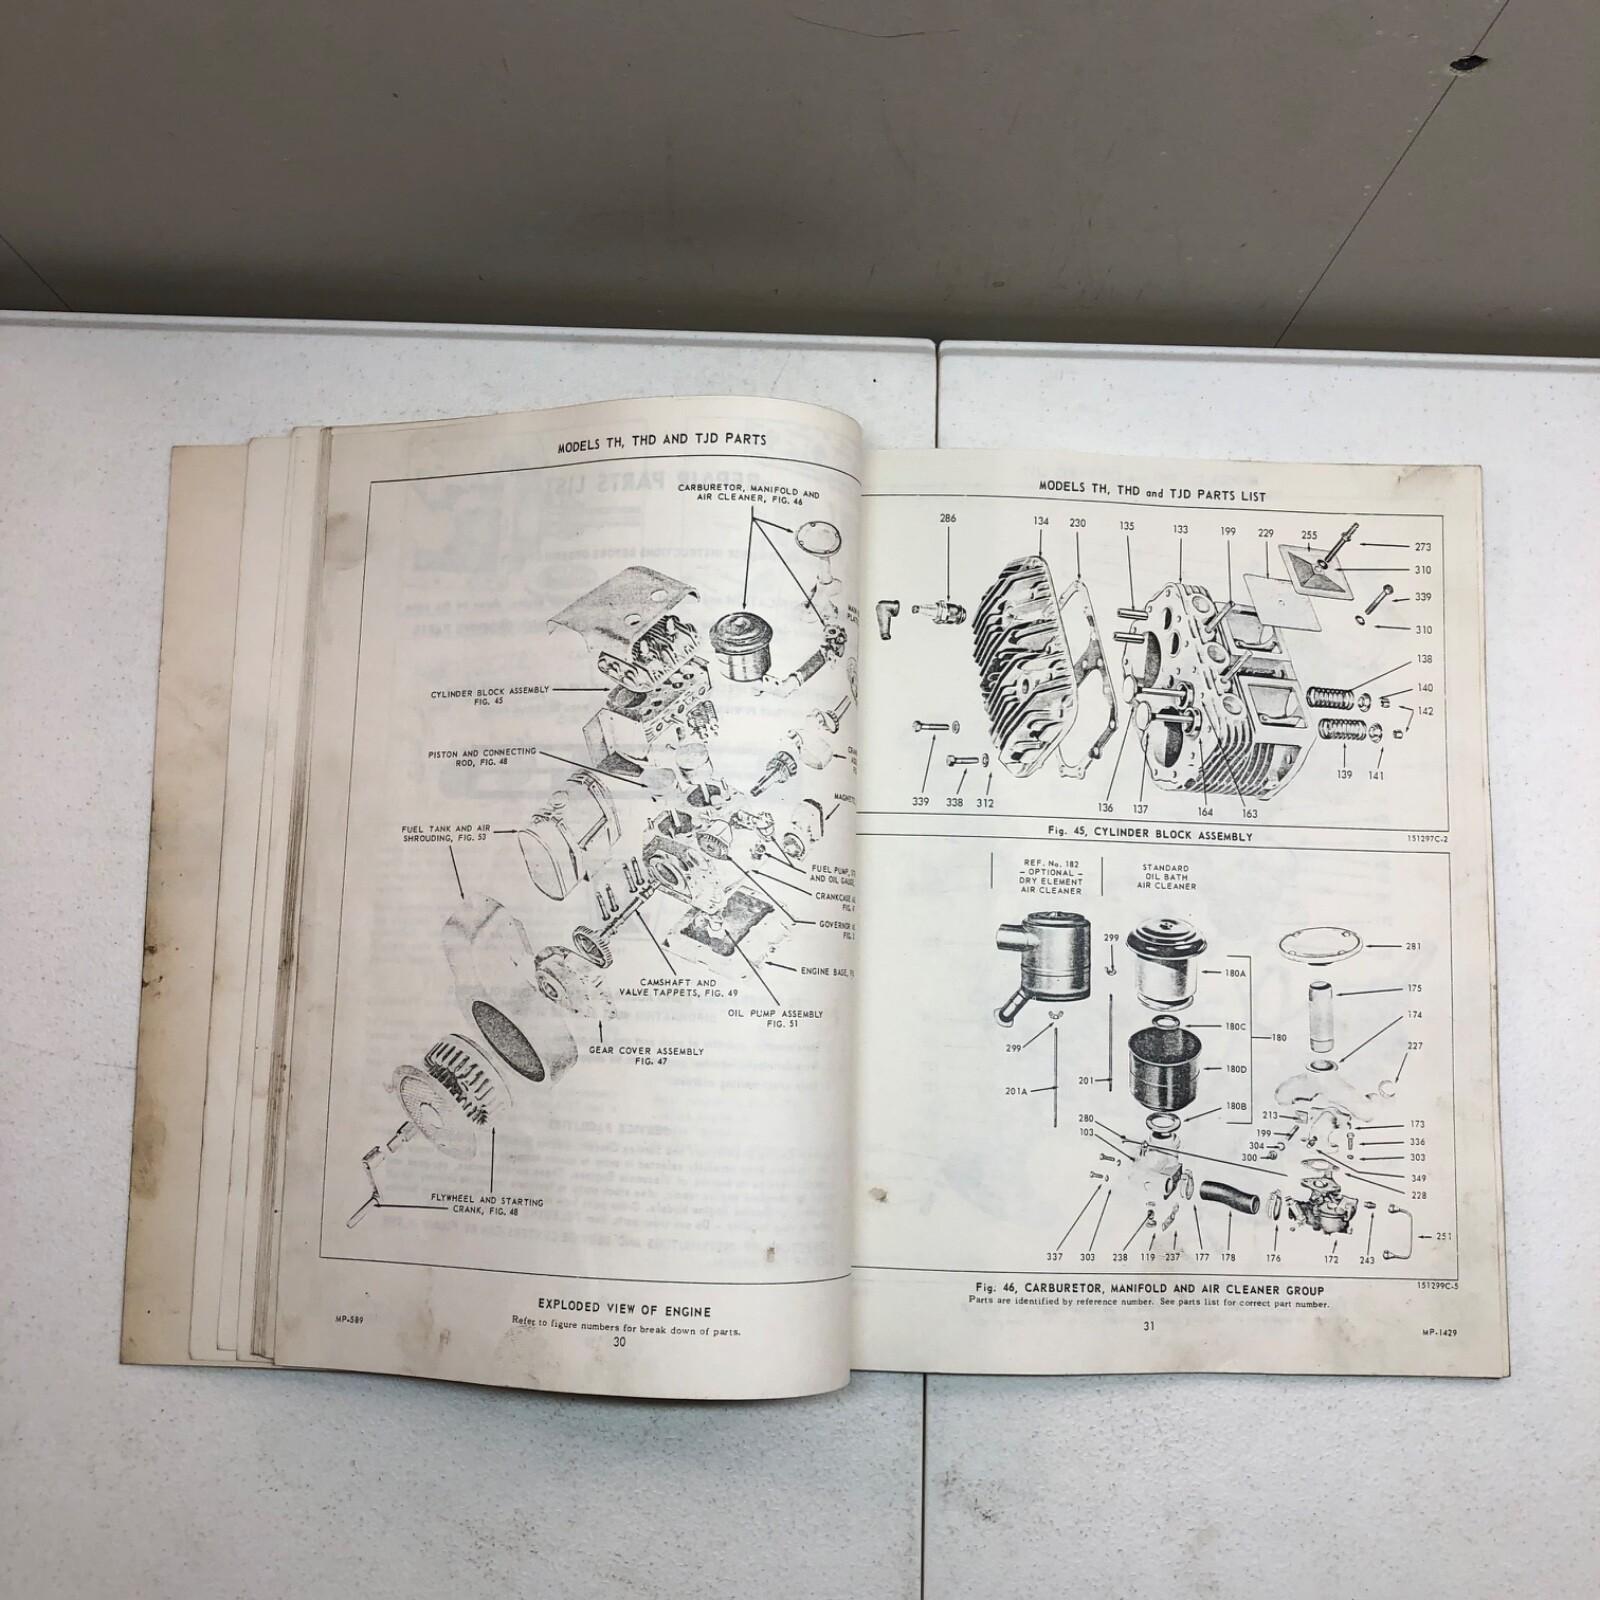 MODELS TH, THD AND TJD PARTS
CARBURETOR, MANIFOLD AND
AIR CLEANER, FIG. 46
CYLINDER BLOCK ASSEMBLY
FIG. 45
PISTON AND CONNECTING
ROD, FIG. 48
FUEL TANK AND AIR
SHROUDING, FIG. 53
FUEL PUMP,
AND OIL GAUGE,
CRANKCASE
GOVERNOR
ENGINE BASE,
CAMSHAFT AND
VALVE TAPPETS, FIG. 49
OIL PUMP ASSEMBLY
FIG. 51
GEAR COVER ASSEMBLY
FIG. 47
FLYWHEEL AND STARTING
CRANK, FIG. 48
EXPLODED VIEW OF ENGINE
MP-589
Refer to figure numbers for break down of parts.
30
MODELS TH, THD and TJD PARTS LIST
286
134
230
135
133
199
229
255
273
310
339
310
138
140
142
339
338
312
136
137
164
163
139
141
Fig. 45, CYLINDER BLOCK ASSEMBLY
151297C-2
REF. No. 182
- OPTIONAL -
DRY ELEMENT
AIR CLEANER
STANDARD
OIL BATH
AIR CLEANER
299
281
180A
175
180C
180
174
299
227
180D
201A
201
180B
280
103
213
199
304
300
173
336
303
349
228
251
337
303
238
119
237
177
178
176
172
243
Fig. 46, CARBURETOR, MANIFOLD AND AIR CLEANER GROUP
151299C-5
Parts are identified by reference number. See parts list for correct part number.
31
MP-1429